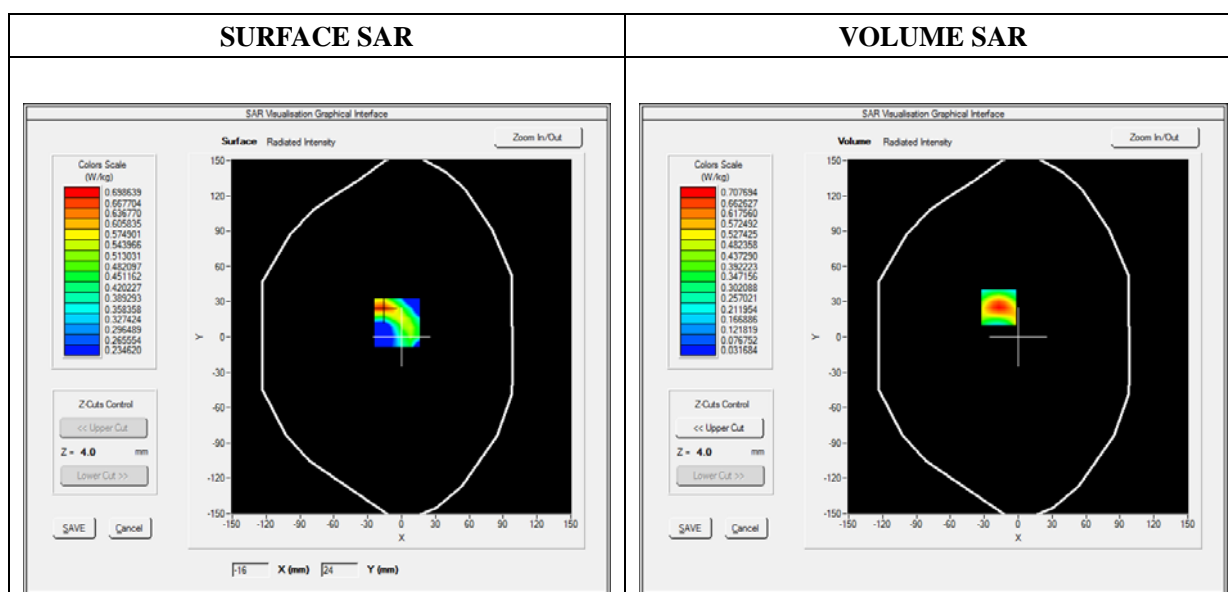 SURFACE SAR
SAR Visualisation Graphical Interface
Surface Radiated Intensity
Zoom In/Out
Colors Scale
(W/kg)
0.698639
0.667704
0.636770
0.605835
0.574901
0.543966
0.513031
0.482097
0.451162
0.420227
0.389293
0.358358
0.327424
0.296489
0.265554
0.234620
Z-Cuts Control
<< Upper Cut
Z = 4.0 mm
Lower Cut >>
SAVE Cancel
150
120
90
60
30
Y 0
-30
-60
-90
-120
-150
-150 -120 -90 -60 -30 0 30 60 90 120 150
X
-16 X (mm) 24 Y (mm)
VOLUME SAR
SAR Visualisation Graphical Interface
Volume Radiated Intensity
Zoom In/Out
Colors Scale
(W/kg)
0.707694
0.662627
0.617560
0.572492
0.527425
0.482358
0.437290
0.392223
0.347156
0.302088
0.257021
0.211954
0.166886
0.121819
0.076752
0.031684
Z-Cuts Control
<< Upper Cut
Z = 4.0 mm
Lower Cut >>
SAVE Cancel
150
120
90
60
30
Y 0
-30
-60
-90
-120
-150
-150 -120 -90 -60 -30 0 30 60 90 120 150
X